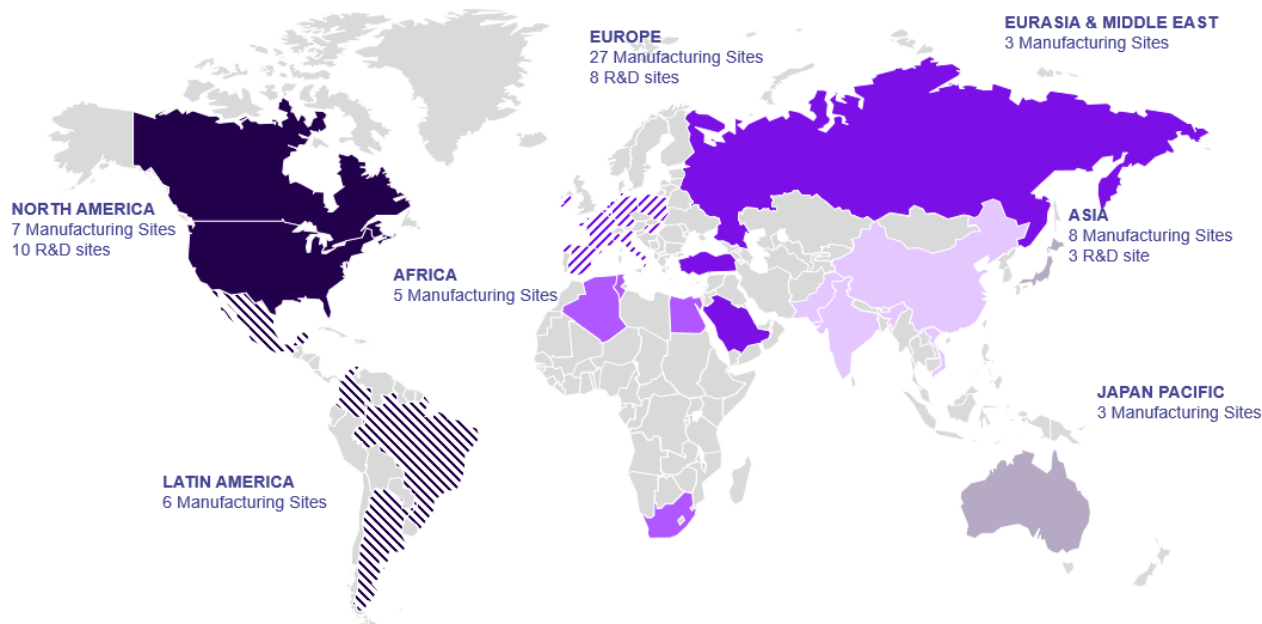 EURASIA & MIDDLE EAST
3 Manufacturing Sites
EUROPE
27 Manufacturing Sites
8 R&D sites
NORTH AMERICA
7 Manufacturing Sites
10 R&D sites
ASIA
8 Manufacturing Sites
3 R&D site
AFRICA
5 Manufacturing Sites
JAPAN PACIFIC
3 Manufacturing Sites
LATIN AMERICA
6 Manufacturing Sites